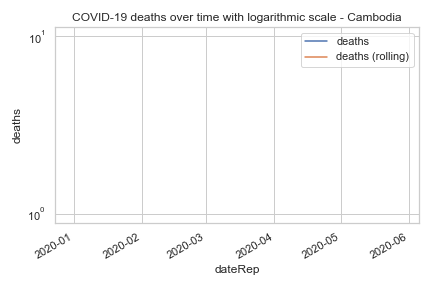 COVID-19 deaths over time with logarithmic scale - Cambodia
10¹
deaths
deaths (rolling)
deaths
10⁰
2020-01
2020-02
2020-03
2020-04
2020-05
2020-06
dateRep